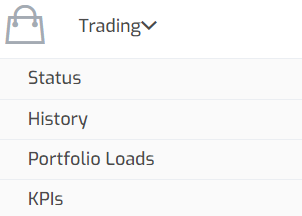 Trading
Status
History
Portfolio Loads
KPIs